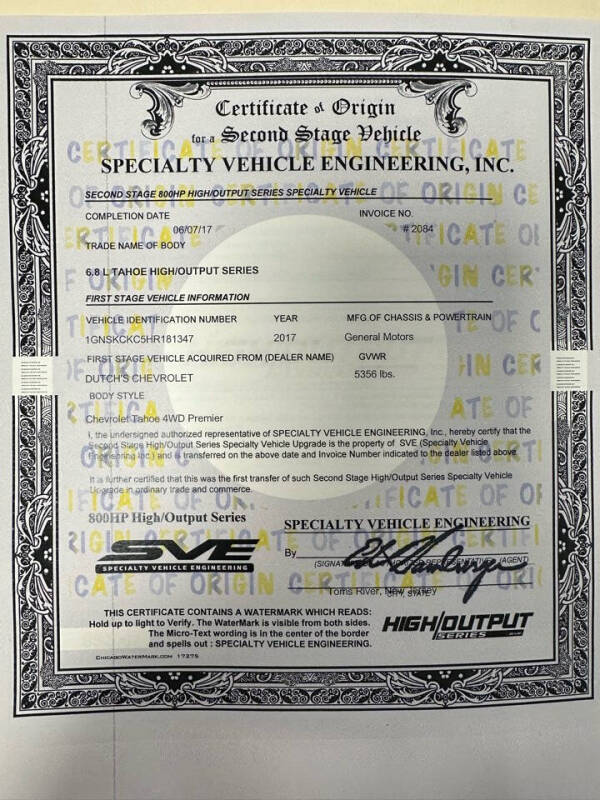 Certificate of Origin
for a Second Stage Vehicle
SPECIALTY VEHICLE ENGINEERING, INC.
SECOND STAGE 800HP HIGH/OUTPUT SERIES SPECIALTY VEHICLE
COMPLETION DATE INVOICE NO.
06/07/17 # 2084
TRADE NAME OF BODY
6.8 L TAHOE HIGH/OUTPUT SERIES
FIRST STAGE VEHICLE INFORMATION
VEHICLE IDENTIFICATION NUMBER YEAR MFG OF CHASSIS & POWERTRAIN
1GNSKCKC5HR181347 2017 General Motors
FIRST STAGE VEHICLE ACQUIRED FROM (DEALER NAME) GVWR
DUTCH'S CHEVROLET 5356 lbs.
BODY STYLE
Chevrolet Tahoe 4WD Premier
I, the undersigned authorized representative of SPECIALTY VEHICLE ENGINEERING, Inc., hereby certify that the
Second Stage High/Output Series Specialty Vehicle Upgrade is the property of SVE (Specialty Vehicle
Engineering Inc.) and is transferred on the above date and Invoice Number indicated to the dealer listed above.
It is further certified that this was the first transfer of such Second Stage High/Output Series Specialty Vehicle
Upgrade in ordinary trade and commerce.
800HP High/Output Series SPECIALTY VEHICLE ENGINEERING
SVE
SPECIALTY VEHICLE ENGINEERING
By
(AGENT)
Toms River, New Jersey
THIS CERTIFICATE CONTAINS A WATERMARK WHICH READS:
Hold up to light to Verify. The WaterMark is visible from both sides.
The Micro-Text wording is in the center of the border
and spells out : SPECIALTY VEHICLE ENGINEERING.
HIGH/OUTPUT
SERIES
CHICAGOWATERMARK.COM 17275